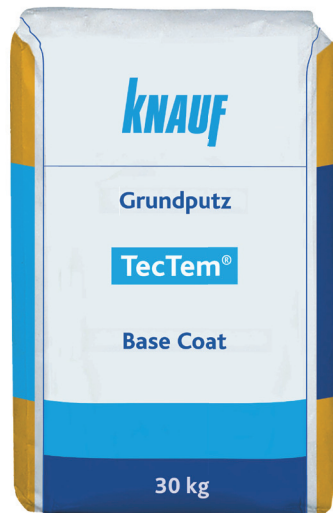 KNAUF
Grundputz
TecTem®
Base Coat
30 kg